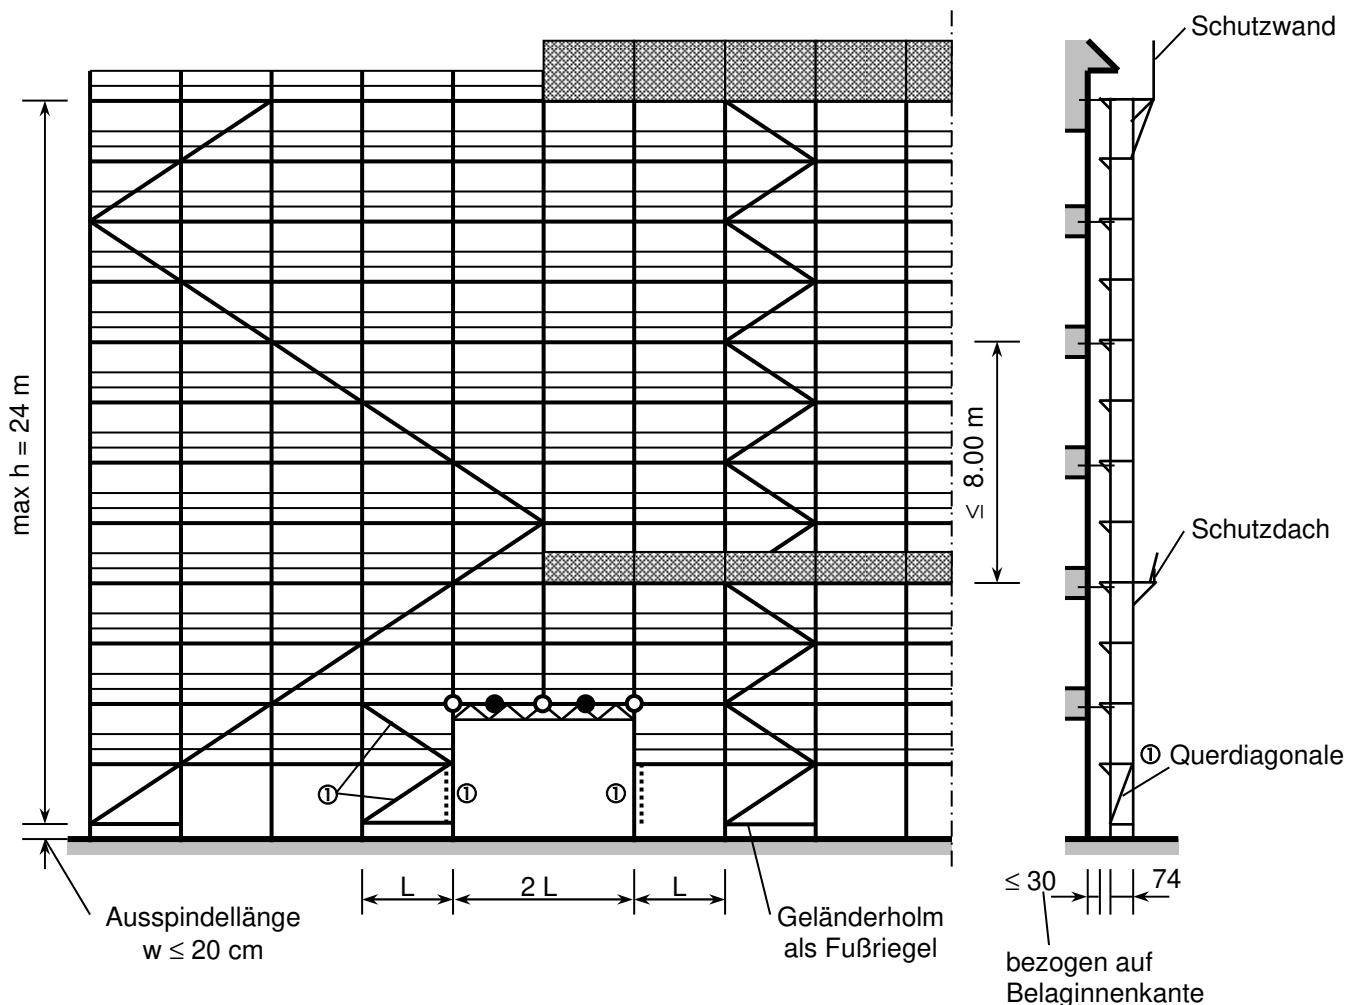 Schutzwand
max h = 24 m
≤ 8.00 m
Schutzdach
① Querdiagonale
①
①
①
L
2 L
L
≤ 30
74
Ausspindellänge
w ≤ 20 cm
Geländerholm
als Fußriegel
bezogen auf
Belaginnenkante